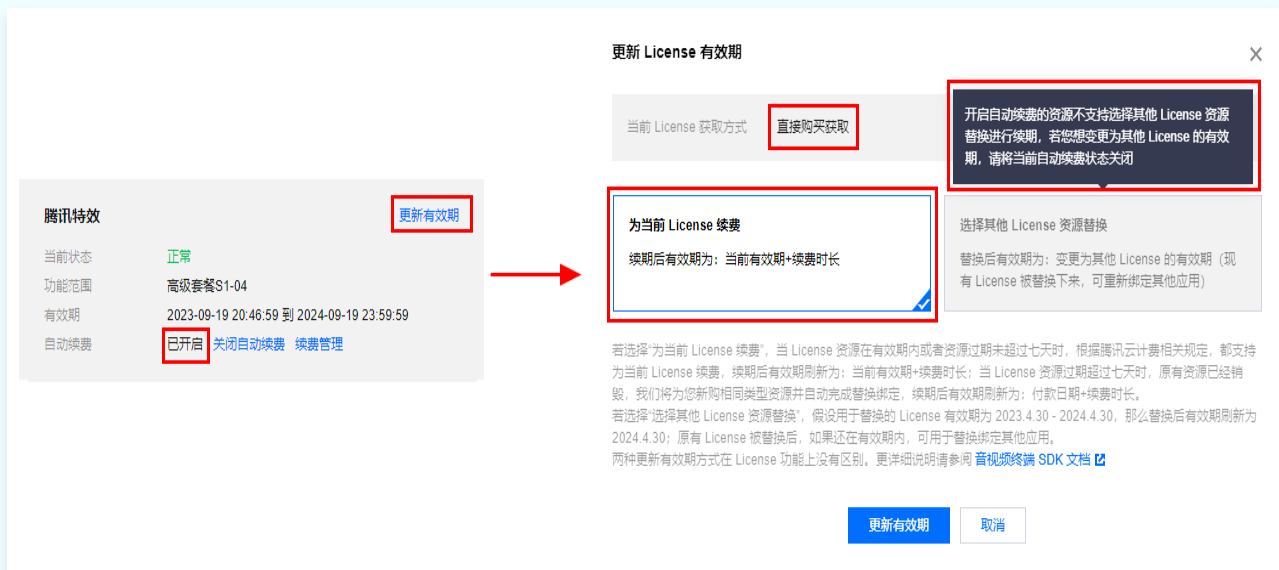 腾讯特效
更新有效期
当前状态
正常
功能范围
高级套餐S1-04
有效期
2023-09-19 20:46:59 到 2024-09-19 23:59:59
自动续费
已开启 关闭自动续费 续费管理
更新 License 有效期
当前 License 获取方式
直接购买获取
开启自动续费的资源不支持选择其他 License 资源
替换进行续期，若您想变更为其他 License 的有效
期，请将当前自动续费状态关闭
为当前 License 续费
续期后有效期为：当前有效期+续费时长
选择其他 License 资源替换
替换后有效期为：变更为其他 License 的有效期（现
有 License 被替换下来，可重新绑定其他应用）
若选择“为当前 License 续费”，当 License 资源在有效期内或者资源过期未超过七天时，根据腾讯云计费相关规定，都支持
为当前 License 续费，续期后有效期刷新为：当前有效期+续费时长；当 License 资源过期超过七天时，原有资源已经销
毁，我们将为您新购相同类型资源并自动完成替换绑定，续期后有效期刷新为：付款日期+续费时长。
若选择“选择其他 License 资源替换”，假设用于替换的 License 有效期为 2023.4.30 - 2024.4.30，那么替换后有效期刷新为
2024.4.30；原有 License 被替换后，如果还在有效期内，可用于替换绑定其他应用。
两种更新有效期方式在 License 功能上没有区别。更详细说明请参阅 音视频终端 SDK 文档
更新有效期
取消